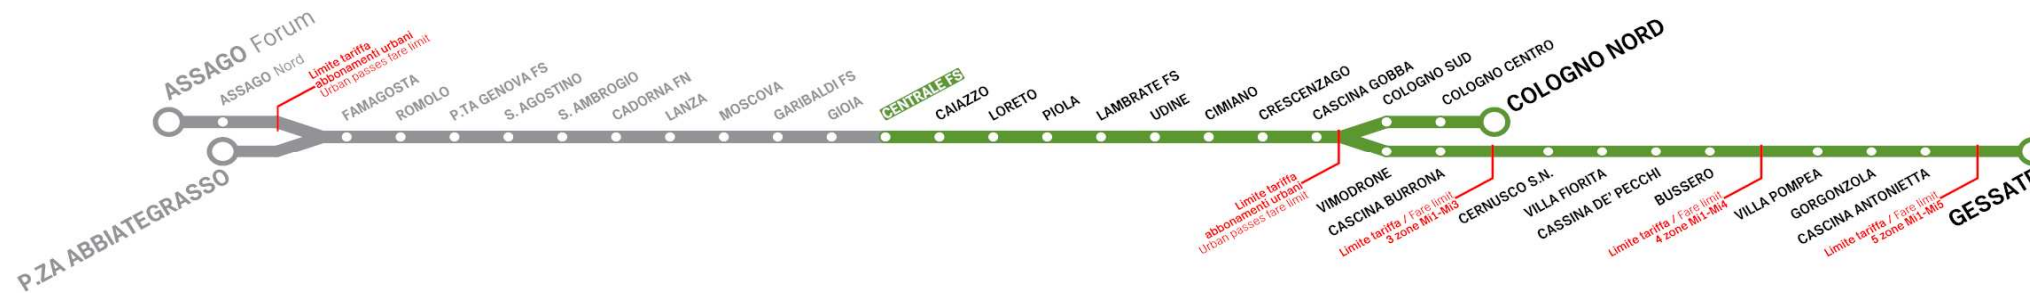 ASSAGO Forum
ASSAGO Nord
Limite tariffa
abbonamenti urbani
Urban passes fare limit
P.ZA ABBIATEGRASSO
FAMAGOSTA
ROMOLO
P.TA GENOVA FS
S. AGOSTINO
S. AMBROGIO
CADORNA FN
LANZA
MOSCOVA
GARIBALDI FS
GIOIA
CENTRALE FS
CAIAZZO
LORETO
PIOLA
LAMBRATE FS
UDINE
CIMIANO
CRESCENZAGO
CASCINA GOBBA
COLOGNO SUD
COLOGNO CENTRO
COLOGNO NORD
Limite tariffa
abbonamenti urbani
Urban passes fare limit
VIMODRONE
CASCINA BURRONA
Limite tariffa / Fare limit
3 zone Mi1-Mi3
CERNUSCO S.N.
VILLA FIORITA
CASSINA DE' PECCHI
BUSSERO
Limite tariffa / Fare limit
4 zone Mi1-Mi4
VILLA POMPEA
GORGONZOLA
CASCINA ANTONIETTA
Limite tariffa / Fare limit
5 zone Mi1-Mi5
GESSATE